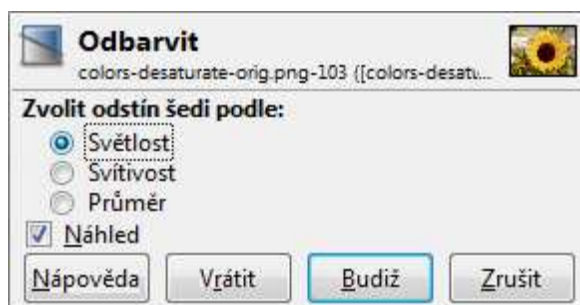 Odbarvit
colors-desaturate-orig.png-103 ([colors-desatu...
Zvolit odstín šedi podle:
Světlost
Svítivost
Průměr
Náhled
Nápověda Vrátit Budiž Zrušit